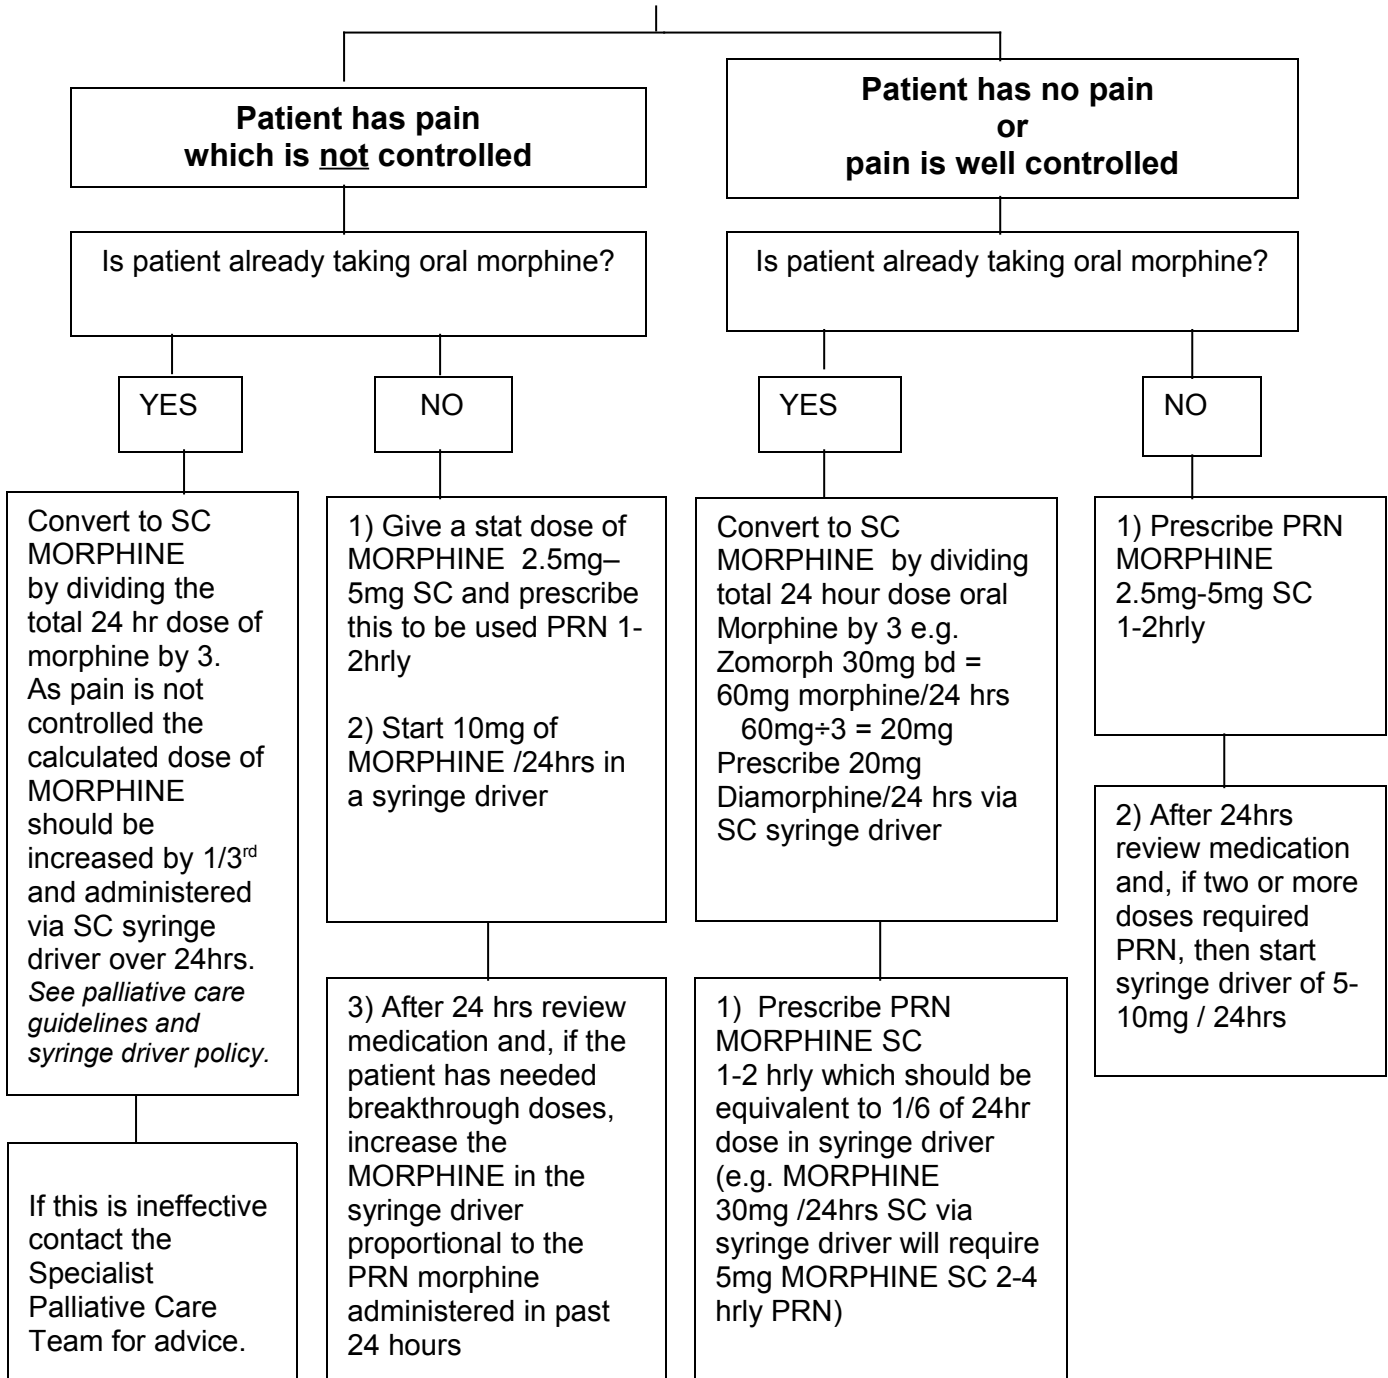 Patient has pain
which is not controlled
Patient has no pain
or
pain is well controlled
Is patient already taking oral morphine?
Is patient already taking oral morphine?
YES
NO
YES
NO
Convert to SC
MORPHINE
by dividing the
total 24 hr dose of
morphine by 3.
As pain is not
controlled the
calculated dose of
MORPHINE
should be
increased by 1/3rd
and administered
via SC syringe
driver over 24hrs.
See palliative care
guidelines and
syringe driver policy.
If this is ineffective
contact the
Specialist
Palliative Care
Team for advice.
1) Give a stat dose of
MORPHINE 2.5mg–
5mg SC and prescribe
this to be used PRN 1-
2hrly
2) Start 10mg of
MORPHINE /24hrs in
a syringe driver
3) After 24 hrs review
medication and, if the
patient has needed
breakthrough doses,
increase the
MORPHINE in the
syringe driver
proportional to the
PRN morphine
administered in past
24 hours
Convert to SC
MORPHINE by dividing
total 24 hour dose oral
Morphine by 3 e.g.
Zomorph 30mg bd =
60mg morphine/24 hrs
60mg÷3 = 20mg
Prescribe 20mg
Diamorphine/24 hrs via
SC syringe driver
1) Prescribe PRN
MORPHINE SC
1-2 hrly which should be
equivalent to 1/6 of 24hr
dose in syringe driver
(e.g. MORPHINE
30mg /24hrs SC via
syringe driver will require
5mg MORPHINE SC 2-4
hrly PRN)
1) Prescribe PRN
MORPHINE
2.5mg-5mg SC
1-2hrly
2) After 24hrs
review medication
and, if two or more
doses required
PRN, then start
syringe driver of 5-
10mg / 24hrs